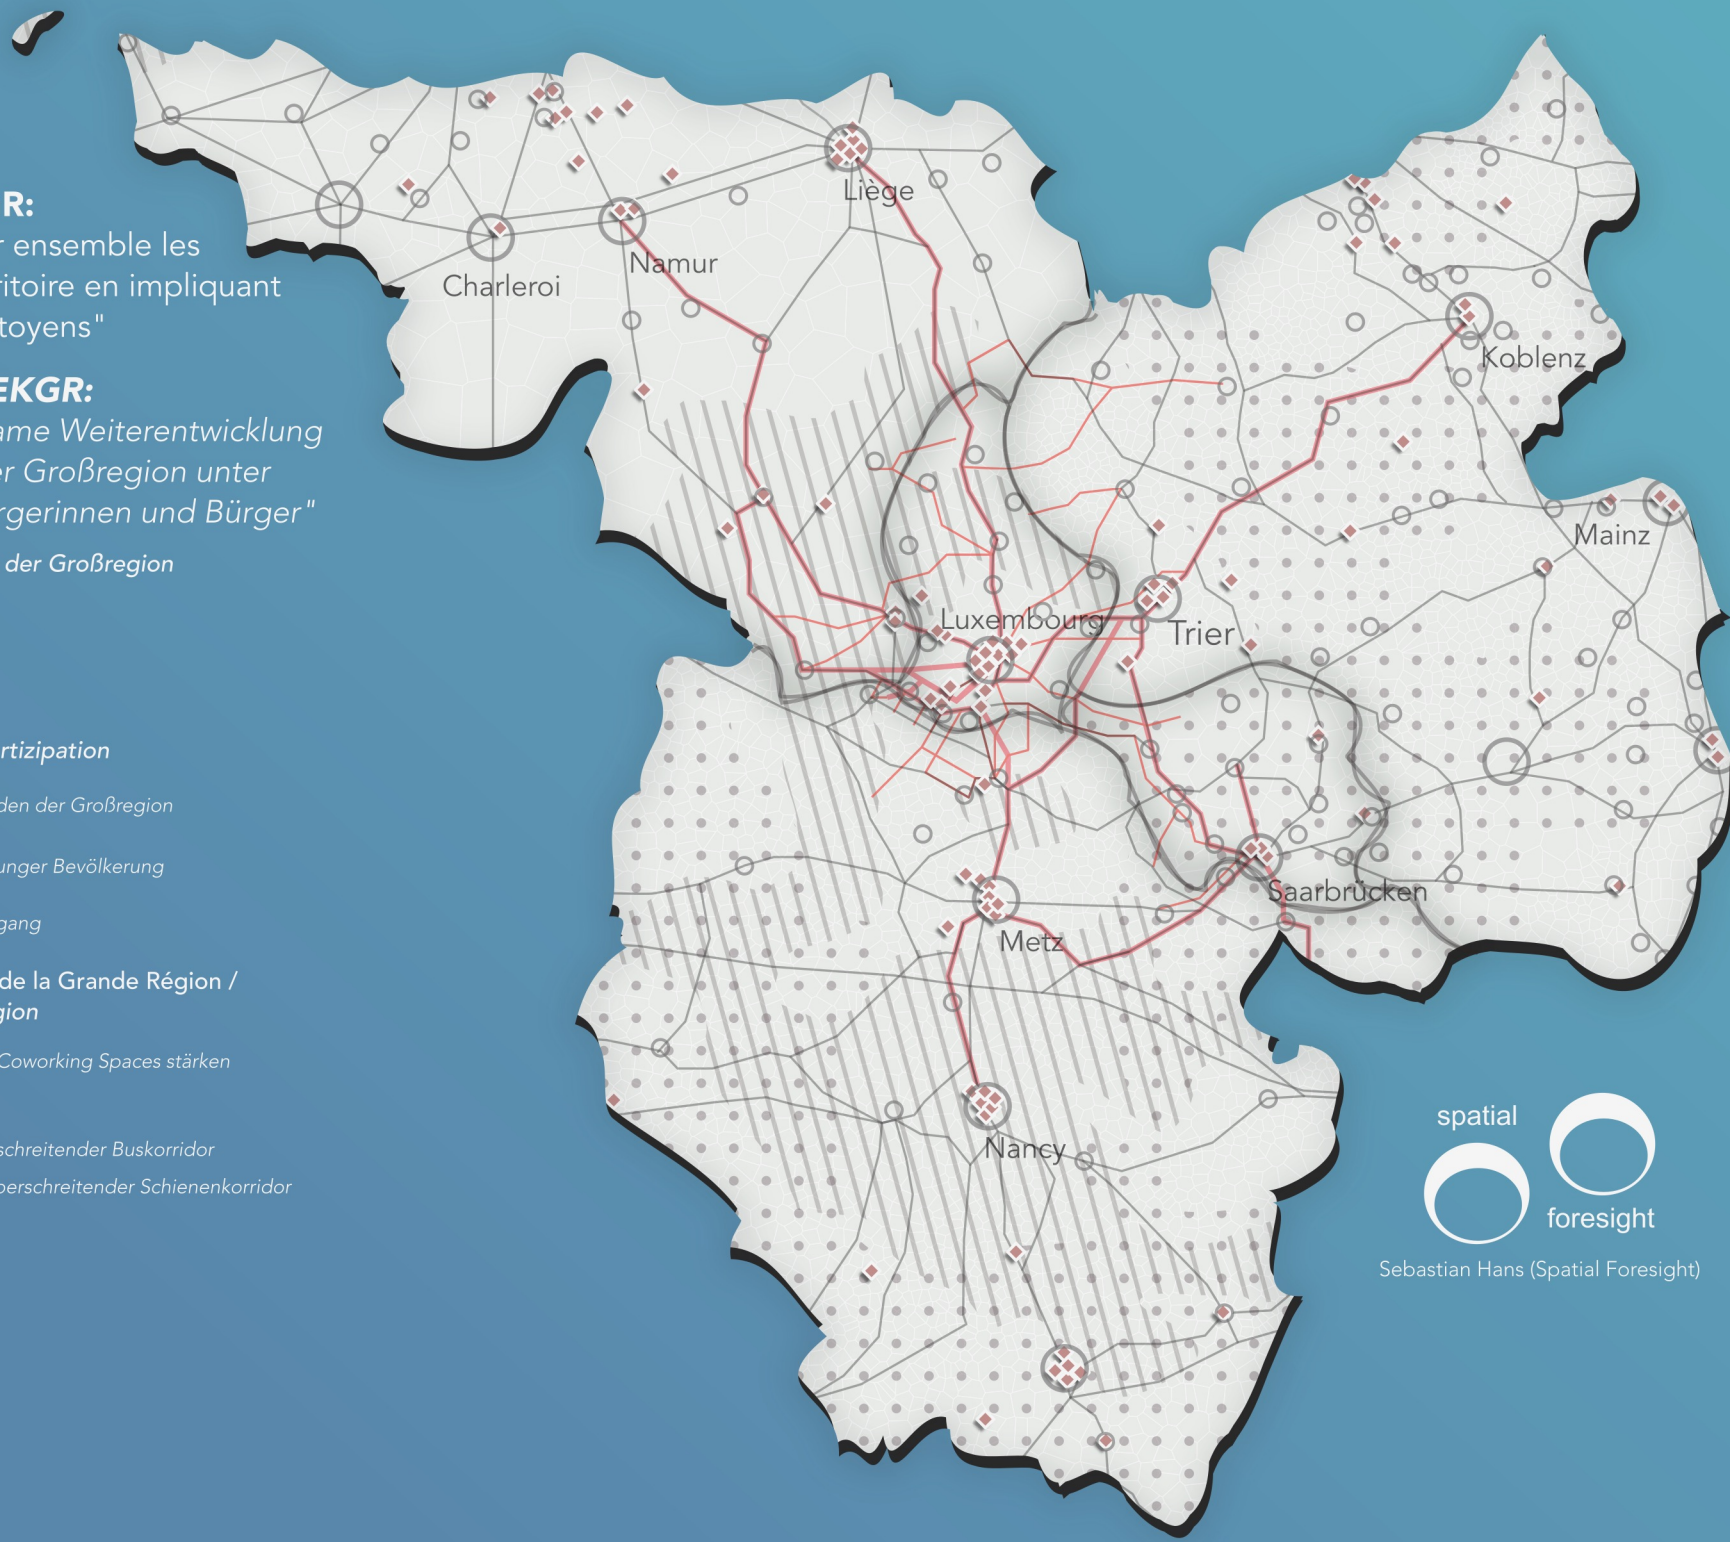 R:
ensemble les
ritoire en impliquant
toyens"
EKGR:
ame Weiterentwicklung
er Großregion unter
rgerinnen und Bürger"
der Großregion
rtizipation
den der Großregion
unger Bevölkerung
gang
de la Grande Région /
gion
Coworking Spaces stärken
schreitender Buskorridor
berschreitender Schienenkorridor
Liège
Namur
Charleroi
Koblenz
Mainz
Luxembourg
Trier
Saarbrücken
Metz
Nancy
spatial
foresight
Sebastian Hans (Spatial Foresight)